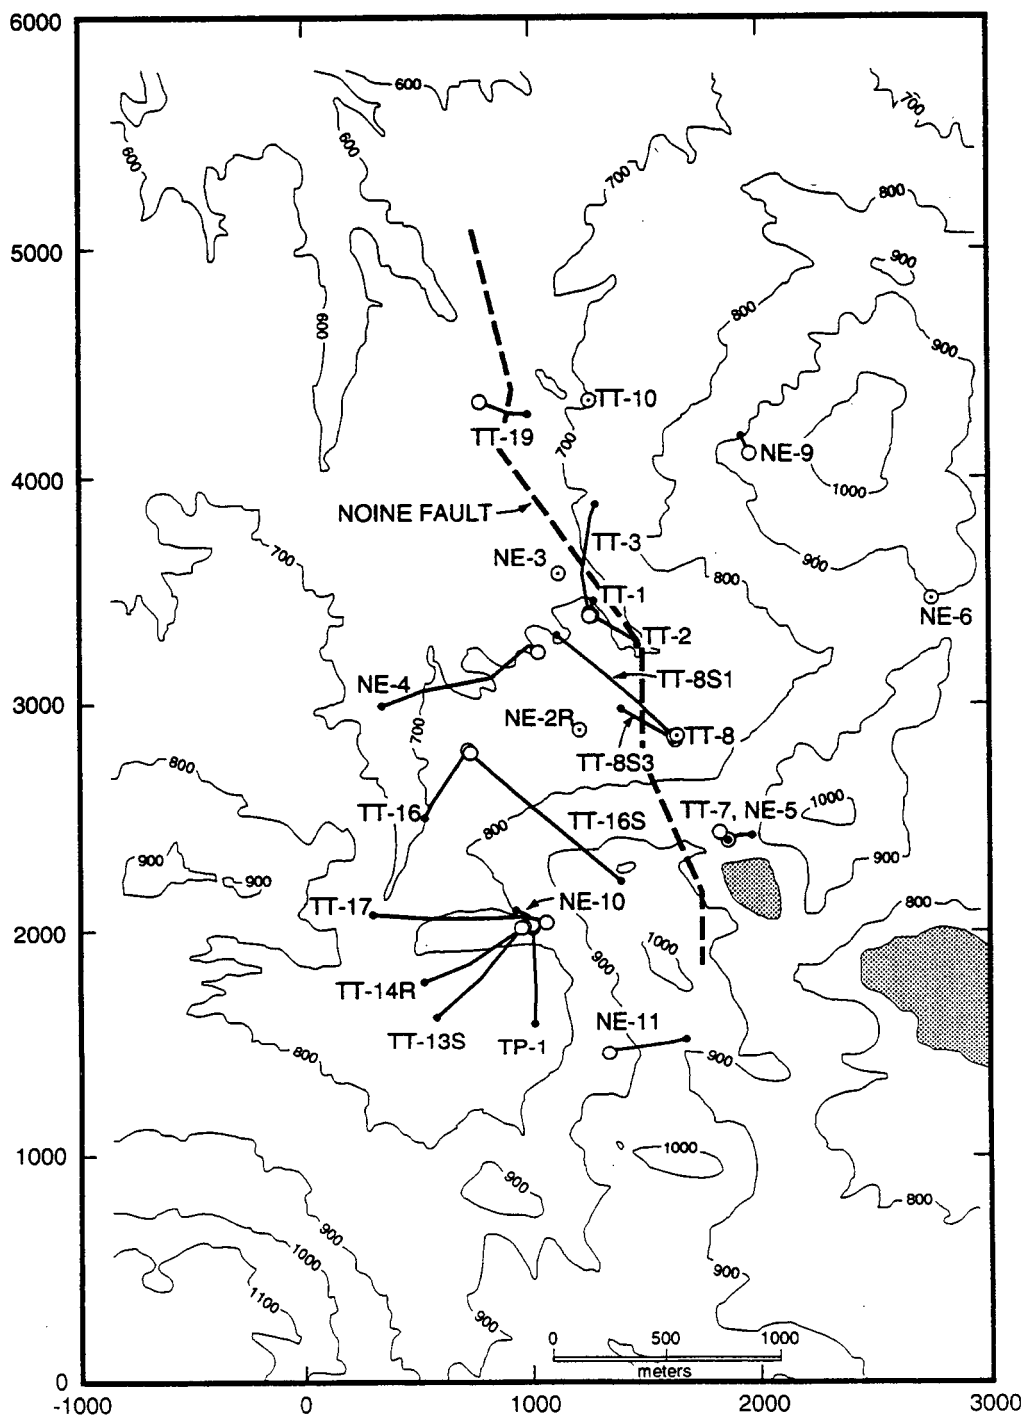 6000
600
700
600
600
700
800
900
5000
800
600
900
TT-10
TT-19
700
NE-9
4000
1000
NOINE FAULT
TT-3
700
NE-3
900
800
TT-1
NE-6
TT-2
TT-8S1
NE-4
3000
NE-2R
TT-8
700
TT-8S3
800
TT-7, NE-5
1000
TT-16
TT-16S
800
900
900
900
NE-10
800
TT-17
2000
1000
900
TT-14R
NE-11
TT-13S
TP-1
800
900
1000
1000
900
800
900
1000
900
1100
900
0 500 1000
meters
0
-1000 0 1000 2000 3000